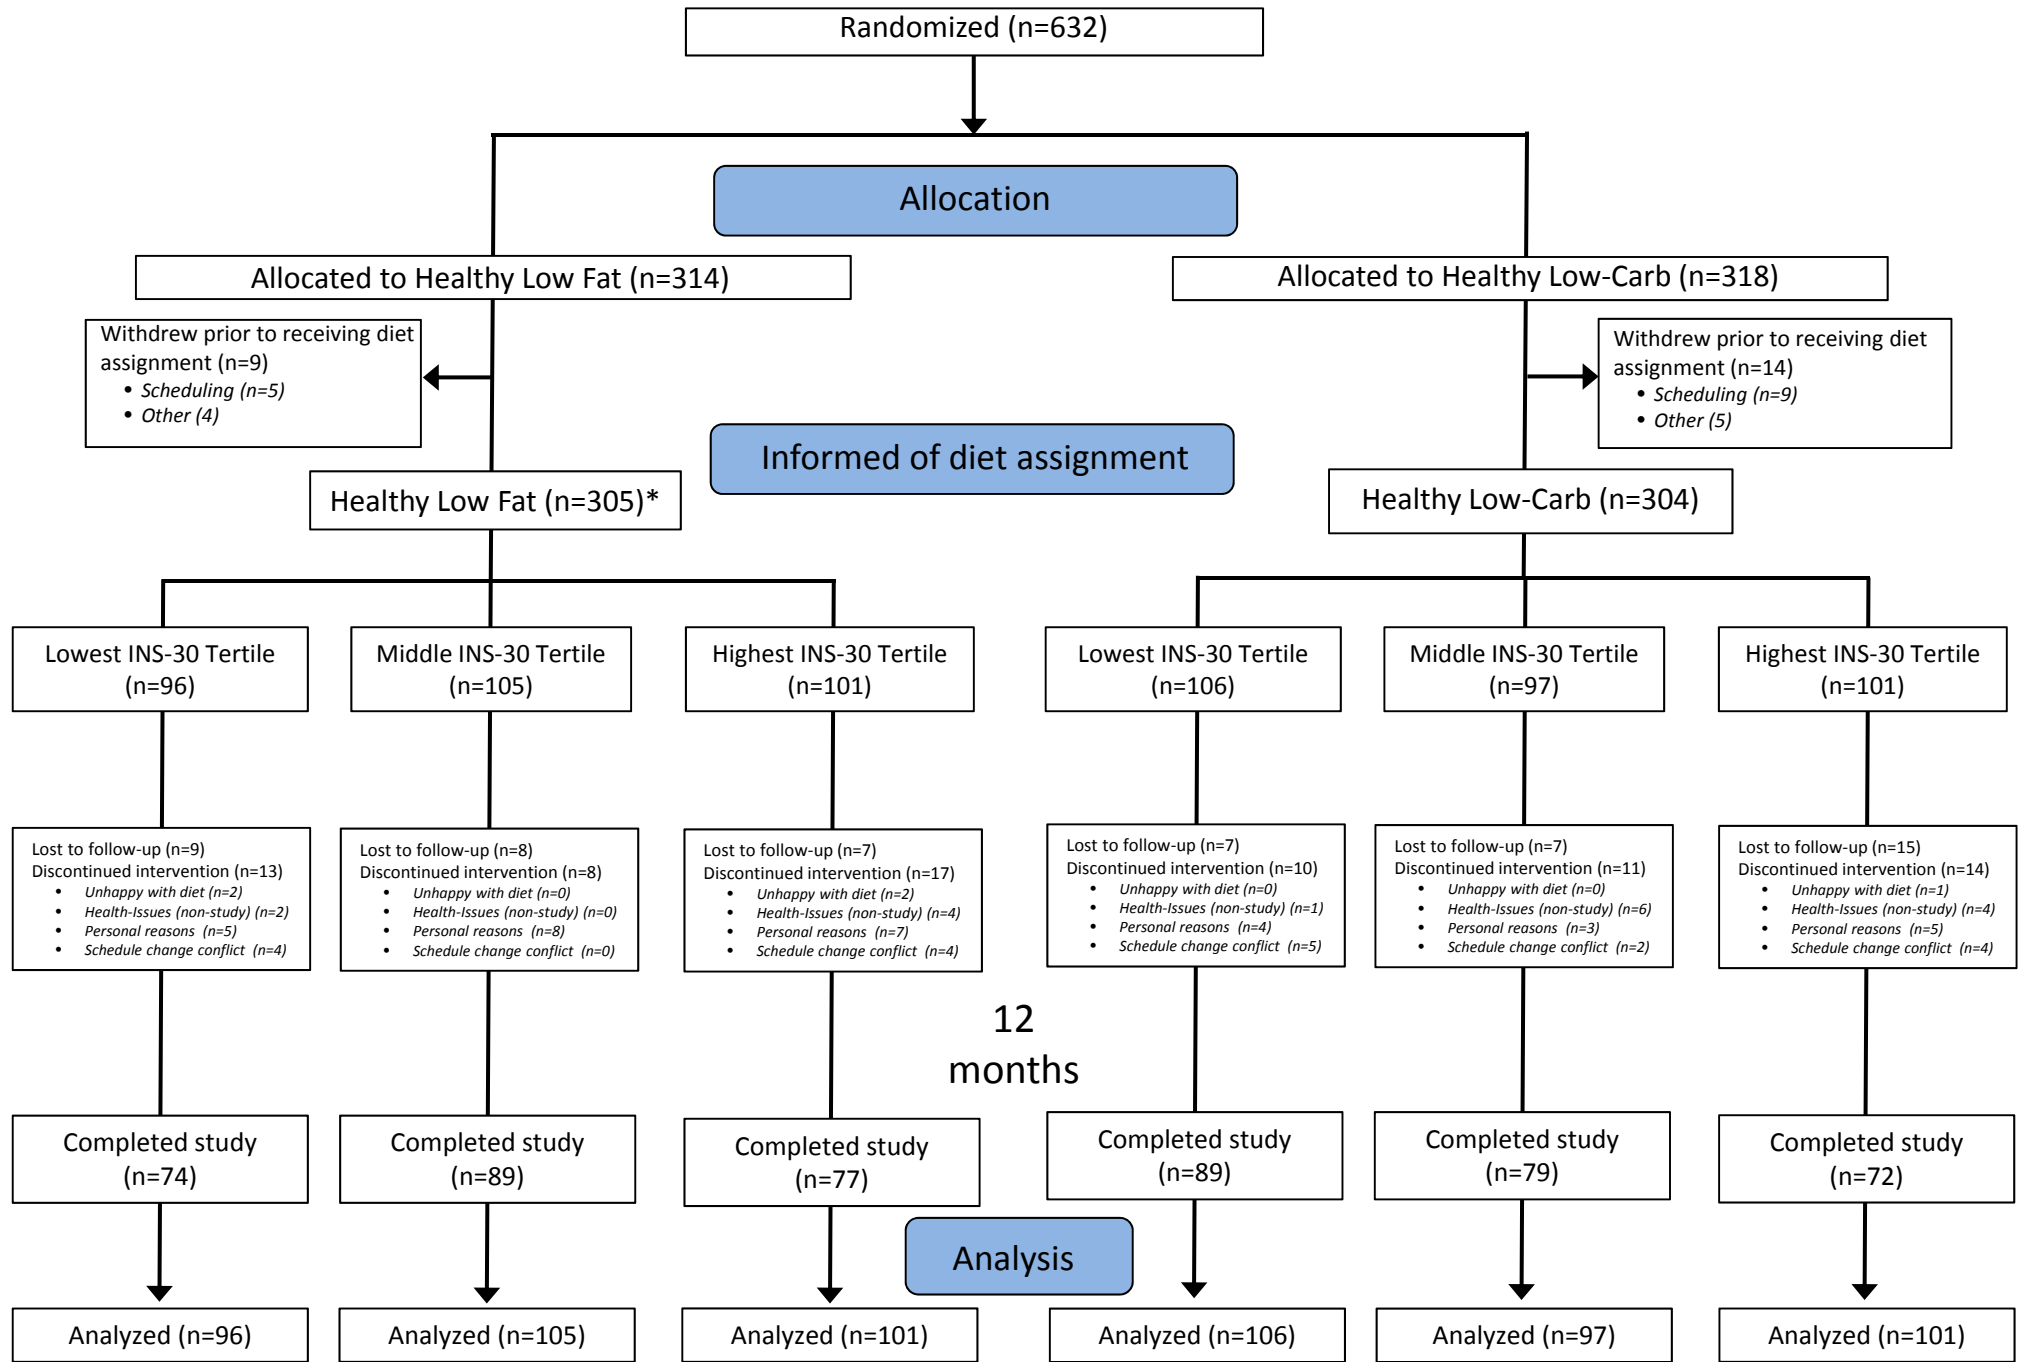 Randomized (n=632)
Allocation
Allocated to Healthy Low Fat (n=314)
Allocated to Healthy Low-Carb (n=318)
Withdrew prior to receiving diet
assignment (n=9)
• Scheduling (n=5)
• Other (4)
Withdrew prior to receiving diet
assignment (n=14)
• Scheduling (n=9)
• Other (5)
Informed of diet assignment
Healthy Low Fat (n=305)*
Healthy Low-Carb (n=304)
Lowest INS-30 Tertile
(n=96)
Middle INS-30 Tertile
(n=105)
Highest INS-30 Tertile
(n=101)
Lowest INS-30 Tertile
(n=106)
Middle INS-30 Tertile
(n=97)
Highest INS-30 Tertile
(n=101)
Lost to follow-up (n=9)
Discontinued intervention (n=13)
• Unhappy with diet (n=2)
• Health-Issues (non-study) (n=2)
• Personal reasons (n=5)
• Schedule change conflict (n=4)
Lost to follow-up (n=8)
Discontinued intervention (n=8)
• Unhappy with diet (n=0)
• Health-Issues (non-study) (n=0)
• Personal reasons (n=8)
• Schedule change conflict (n=0)
Lost to follow-up (n=7)
Discontinued intervention (n=17)
• Unhappy with diet (n=2)
• Health-Issues (non-study) (n=4)
• Personal reasons (n=7)
• Schedule change conflict (n=4)
Lost to follow-up (n=7)
Discontinued intervention (n=10)
• Unhappy with diet (n=0)
• Health-Issues (non-study) (n=1)
• Personal reasons (n=4)
• Schedule change conflict (n=5)
Lost to follow-up (n=7)
Discontinued intervention (n=11)
• Unhappy with diet (n=0)
• Health-Issues (non-study) (n=6)
• Personal reasons (n=3)
• Schedule change conflict (n=2)
Lost to follow-up (n=15)
Discontinued intervention (n=14)
• Unhappy with diet (n=1)
• Health-Issues (non-study) (n=4)
• Personal reasons (n=5)
• Schedule change conflict (n=4)
12
months
Completed study
(n=74)
Completed study
(n=89)
Completed study
(n=77)
Completed study
(n=89)
Completed study
(n=79)
Completed study
(n=72)
Analysis
Analyzed (n=96)
Analyzed (n=105)
Analyzed (n=101)
Analyzed (n=106)
Analyzed (n=97)
Analyzed (n=101)